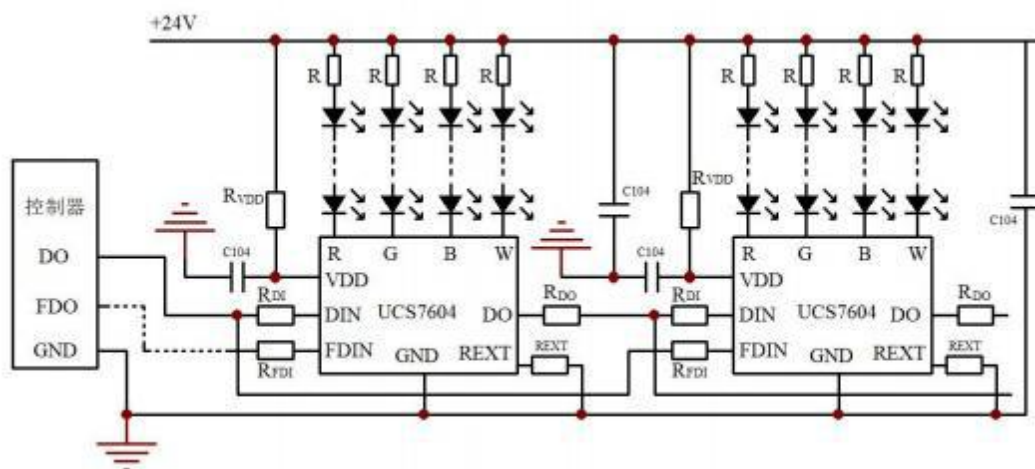 +24V
R R R R R R R R
C104
RVDD
C104
RVDD
C104
控制器
DO
FDO
GND
C104
R G B W
VDD
RDI
DIN
UCS7604
DO
RDO
FDIN
RFDI
GND
REXT
REXT
C104
R G B W
VDD
RDI
DIN
UCS7604
DO
RDO
FDIN
RFDI
GND
REXT
REXT